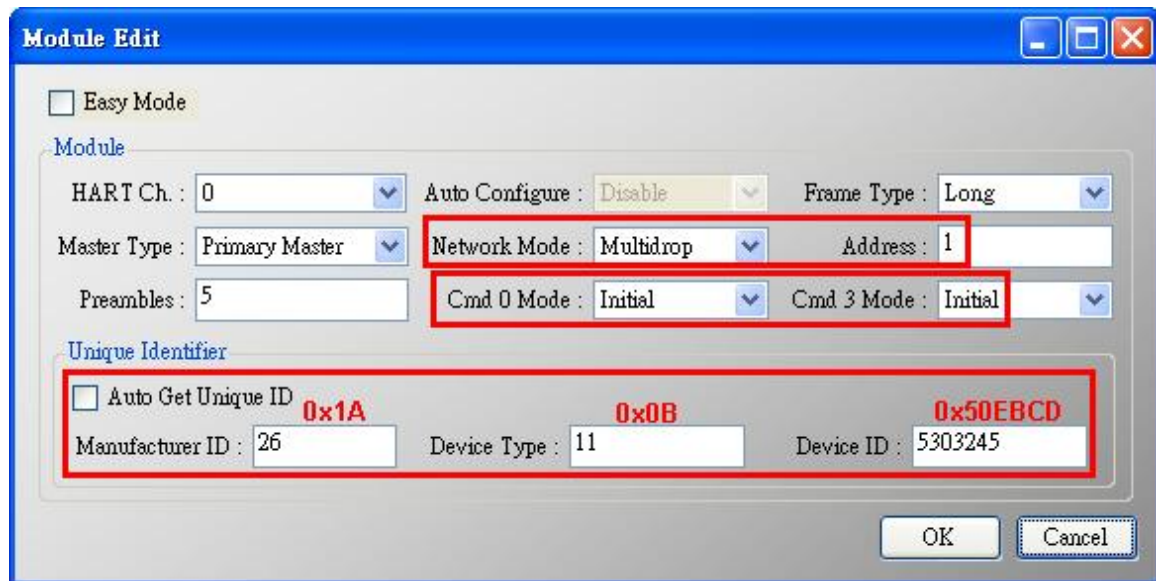 Module Edit
Easy Mode
Module
HART Ch. : 0 Auto Configure : Disable Frame Type : Long
Master Type : Primary Master Network Mode : Multidrop Address : 1
Preambles : 5 Cmd 0 Mode : Initial Cmd 3 Mode : Initial
Unique Identifier
Auto Get Unique ID
0x1A 0x0B 0x50EBCD
Manufacturer ID : 26 Device Type : 11 Device ID : 5303245
OK Cancel